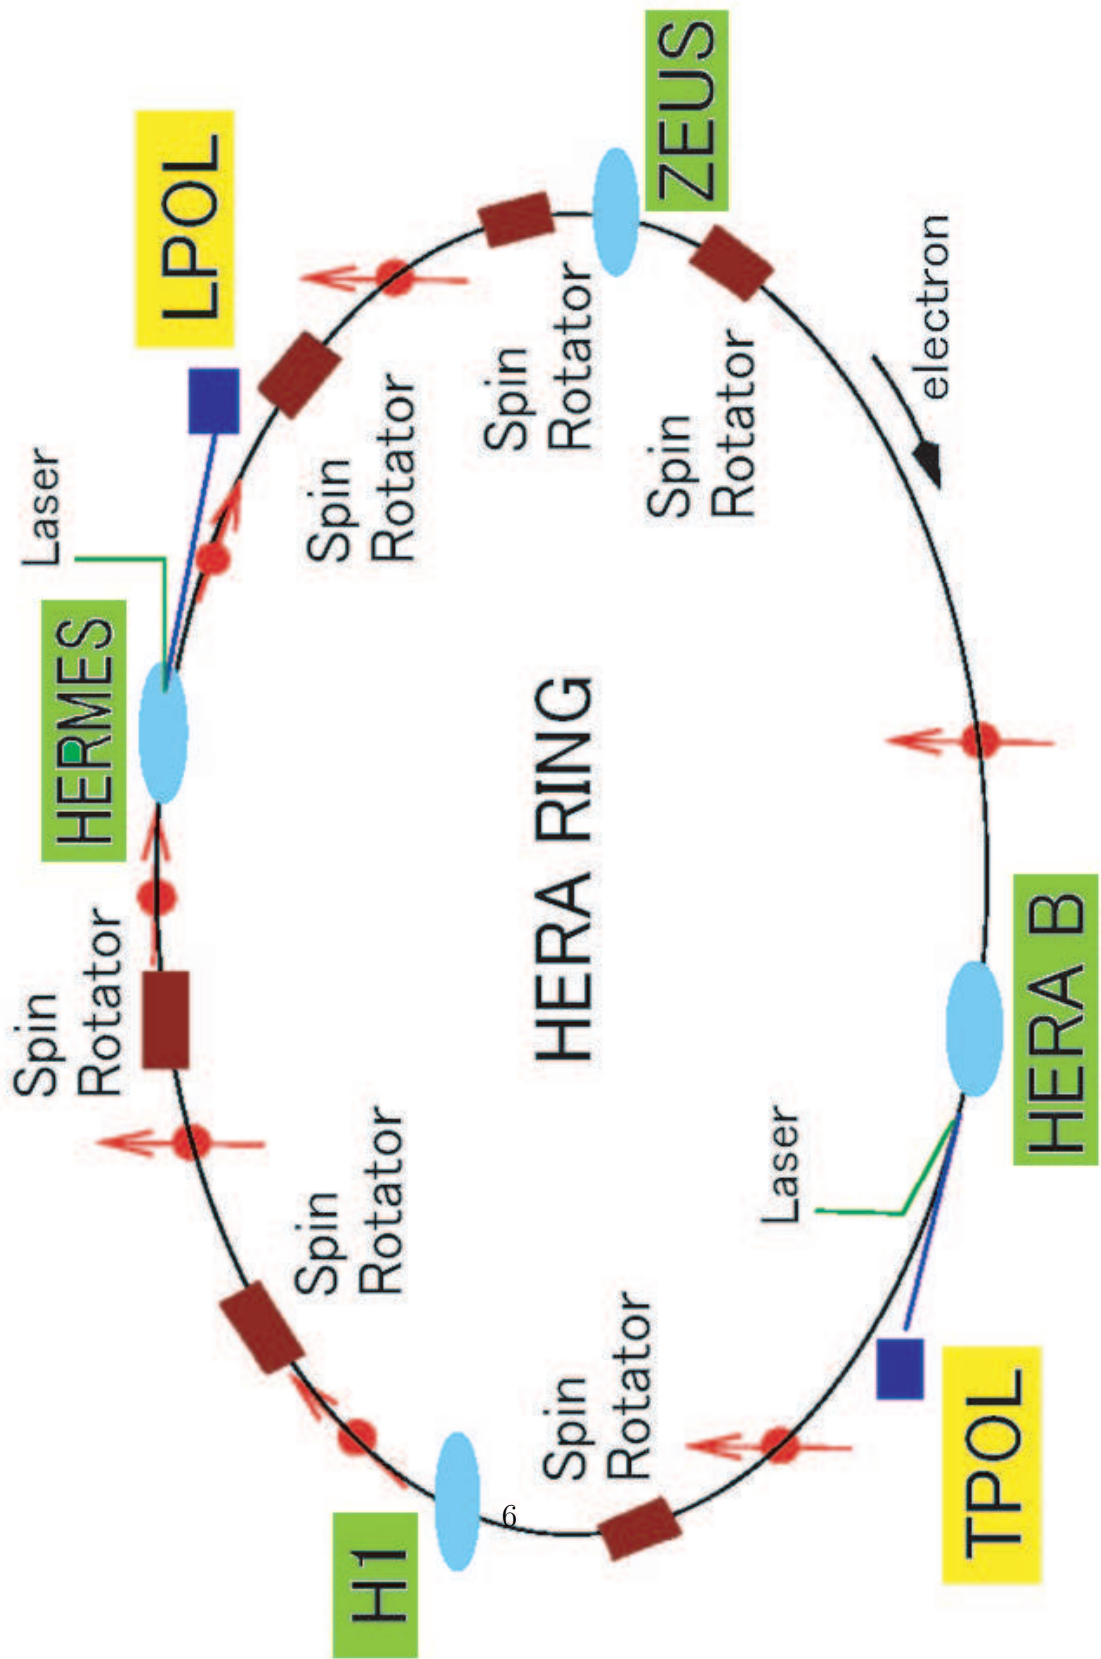 Spin
Rotator
Laser
HERMES
LPOL
Spin
Rotator
Spin
Rotator
H1
Spin
Rotator
HERA RING
6
Spin
Rotator
Spin
Rotator
ZEUS
Laser
electron
TPOL
HERA B